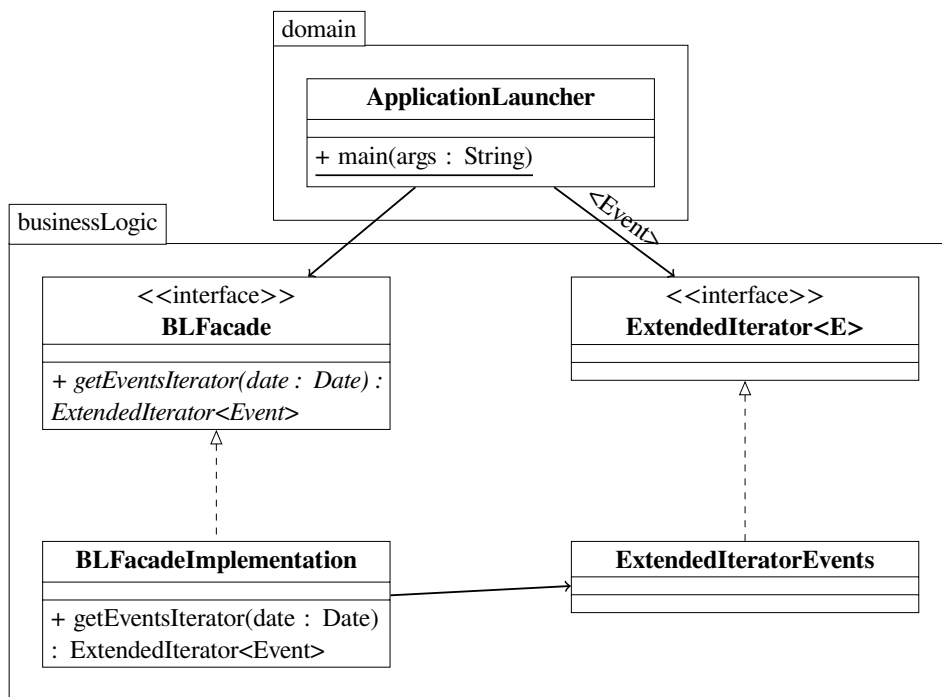 domain
ApplicationLauncher
+ main(args : String)
<Event>
businessLogic
<<interface>>
BLFacade
+ getEventsIterator(date : Date) :
ExtendedIterator<Event>
<<interface>>
ExtendedIterator<E>
BLFacadeImplementation
+ getEventsIterator(date : Date)
: ExtendedIterator<Event>
ExtendedIteratorEvents